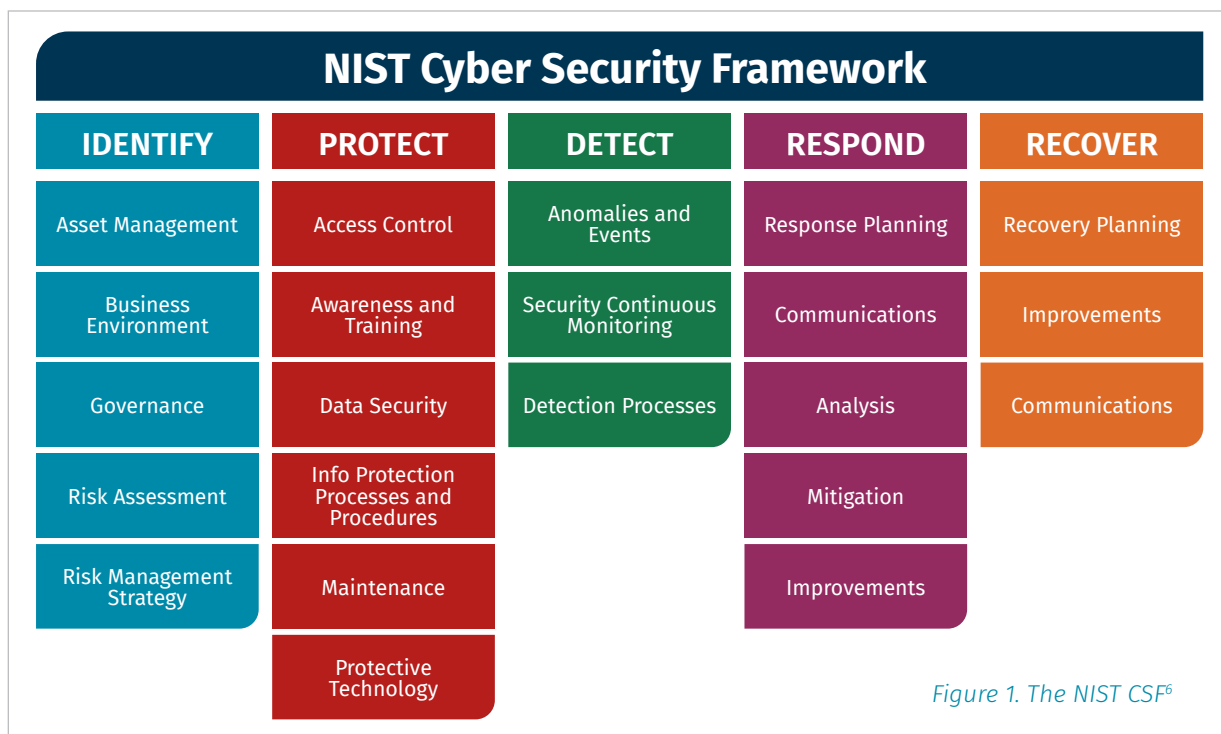 NIST Cyber Security Framework
IDENTIFY
Asset Management
Business
Environment
Governance
Risk Assessment
Risk Management
Strategy
PROTECT
Access Control
Awareness and
Training
Data Security
Info Protection
Processes and
Procedures
Maintenance
Protective
Technology
DETECT
Anomalies and
Events
Security Continuous
Monitoring
Detection Processes
RESPOND
Response Planning
Communications
Analysis
Mitigation
Improvements
RECOVER
Recovery Planning
Improvements
Communications
Figure 1. The NIST CSF⁶